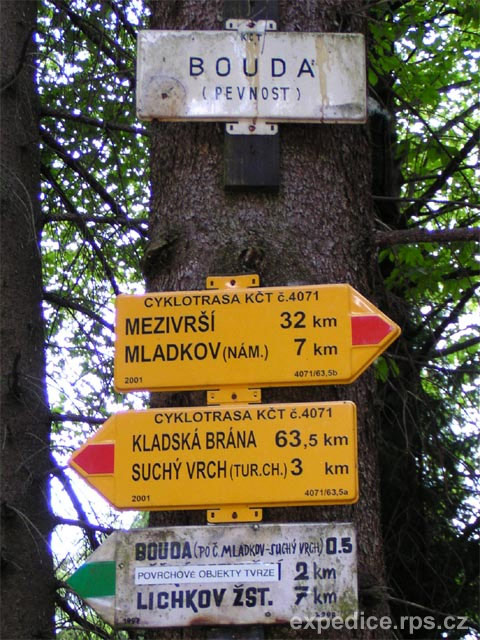 KČT
BOUDA
(PEVNOST)
CYKLOTRASA KČT č.4071
MEZIVRŠÍ 32 km
MLADKOV (NÁM.) 7 km
2001 4071/63,5b
CYKLOTRASA KČT č.4071
KLADSKÁ BRÁNA 63,5 km
SUCHÝ VRCH (TUR.CH.) 3 km
2001 4071/63,5a
BOUDA (PO Č. MLADKOV-SUCHÝ VRCH) 0.5
POVRCHOVÉ OBJEKTY TVRZE 2 km
LICHKOV ŽST. 7 km
expedice.rps.cz